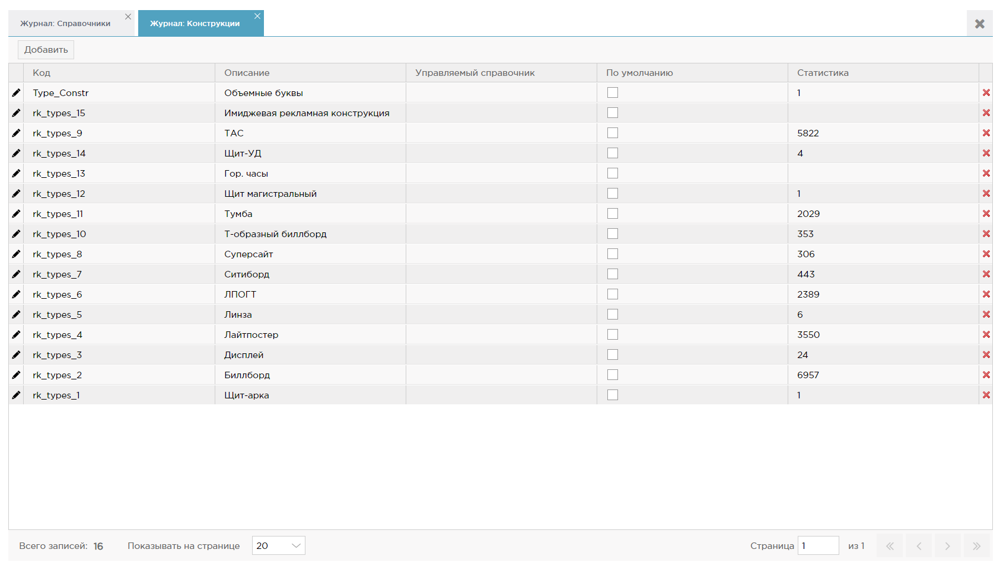 Журнал: Справочники Журнал: Конструкции
Добавить
Код Описание Управляемый справочник По умолчанию Статистика
Type_Constr Объемные буквы 1
rk_types_15 Имиджевая рекламная конструкция
rk_types_9 ТАС 5822
rk_types_14 Щит-УД 4
rk_types_13 Гор. часы
rk_types_12 Щит магистральный 1
rk_types_11 Тумба 2029
rk_types_10 Т-образный биллборд 353
rk_types_8 Суперсайт 306
rk_types_7 Ситиборд 443
rk_types_6 ЛПОГТ 2389
rk_types_5 Линза 6
rk_types_4 Лайтпостер 3550
rk_types_3 Дисплей 24
rk_types_2 Биллборд 6957
rk_types_1 Щит-арка 1
Всего записей: 16 Показывать на странице 20 Страница 1 из 1